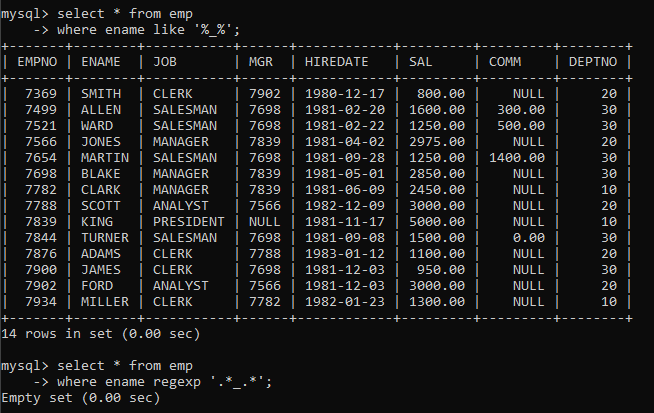 mysql> select * from emp
    -> where ename like '%_%';
+-------+--------+-----------+------+------------+---------+---------+--------+
| EMPNO | ENAME  | JOB       | MGR  | HIREDATE   | SAL     | COMM    | DEPTNO |
+-------+--------+-----------+------+------------+---------+---------+--------+
|  7369 | SMITH  | CLERK     | 7902 | 1980-12-17 |  800.00 |    NULL |     20 |
|  7499 | ALLEN  | SALESMAN  | 7698 | 1981-02-20 | 1600.00 |  300.00 |     30 |
|  7521 | WARD   | SALESMAN  | 7698 | 1981-02-22 | 1250.00 |  500.00 |     30 |
|  7566 | JONES  | MANAGER   | 7839 | 1981-04-02 | 2975.00 |    NULL |     20 |
|  7654 | MARTIN | SALESMAN  | 7698 | 1981-09-28 | 1250.00 | 1400.00 |     30 |
|  7698 | BLAKE  | MANAGER   | 7839 | 1981-05-01 | 2850.00 |    NULL |     30 |
|  7782 | CLARK  | MANAGER   | 7839 | 1981-06-09 | 2450.00 |    NULL |     10 |
|  7788 | SCOTT  | ANALYST   | 7566 | 1982-12-09 | 3000.00 |    NULL |     20 |
|  7839 | KING   | PRESIDENT | NULL | 1981-11-17 | 5000.00 |    NULL |     10 |
|  7844 | TURNER | SALESMAN  | 7698 | 1981-09-08 | 1500.00 |    0.00 |     30 |
|  7876 | ADAMS  | CLERK     | 7788 | 1983-01-12 | 1100.00 |    NULL |     20 |
|  7900 | JAMES  | CLERK     | 7698 | 1981-12-03 |  950.00 |    NULL |     30 |
|  7902 | FORD   | ANALYST   | 7566 | 1981-12-03 | 3000.00 |    NULL |     20 |
|  7934 | MILLER | CLERK     | 7782 | 1982-01-23 | 1300.00 |    NULL |     10 |
+-------+--------+-----------+------+------------+---------+---------+--------+
14 rows in set (0.00 sec)

mysql> select * from emp
    -> where ename regexp '.*_.*';
Empty set (0.00 sec)